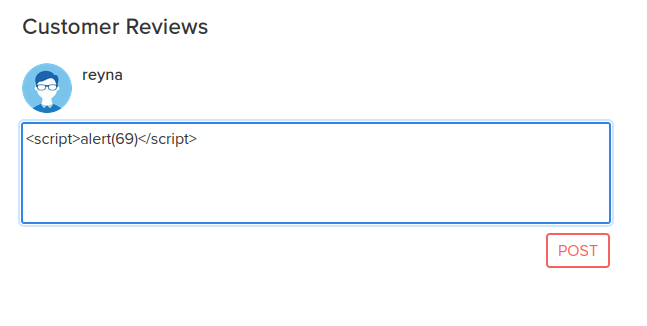 Customer Reviews
reyna
<script>alert(69)</script>
POST